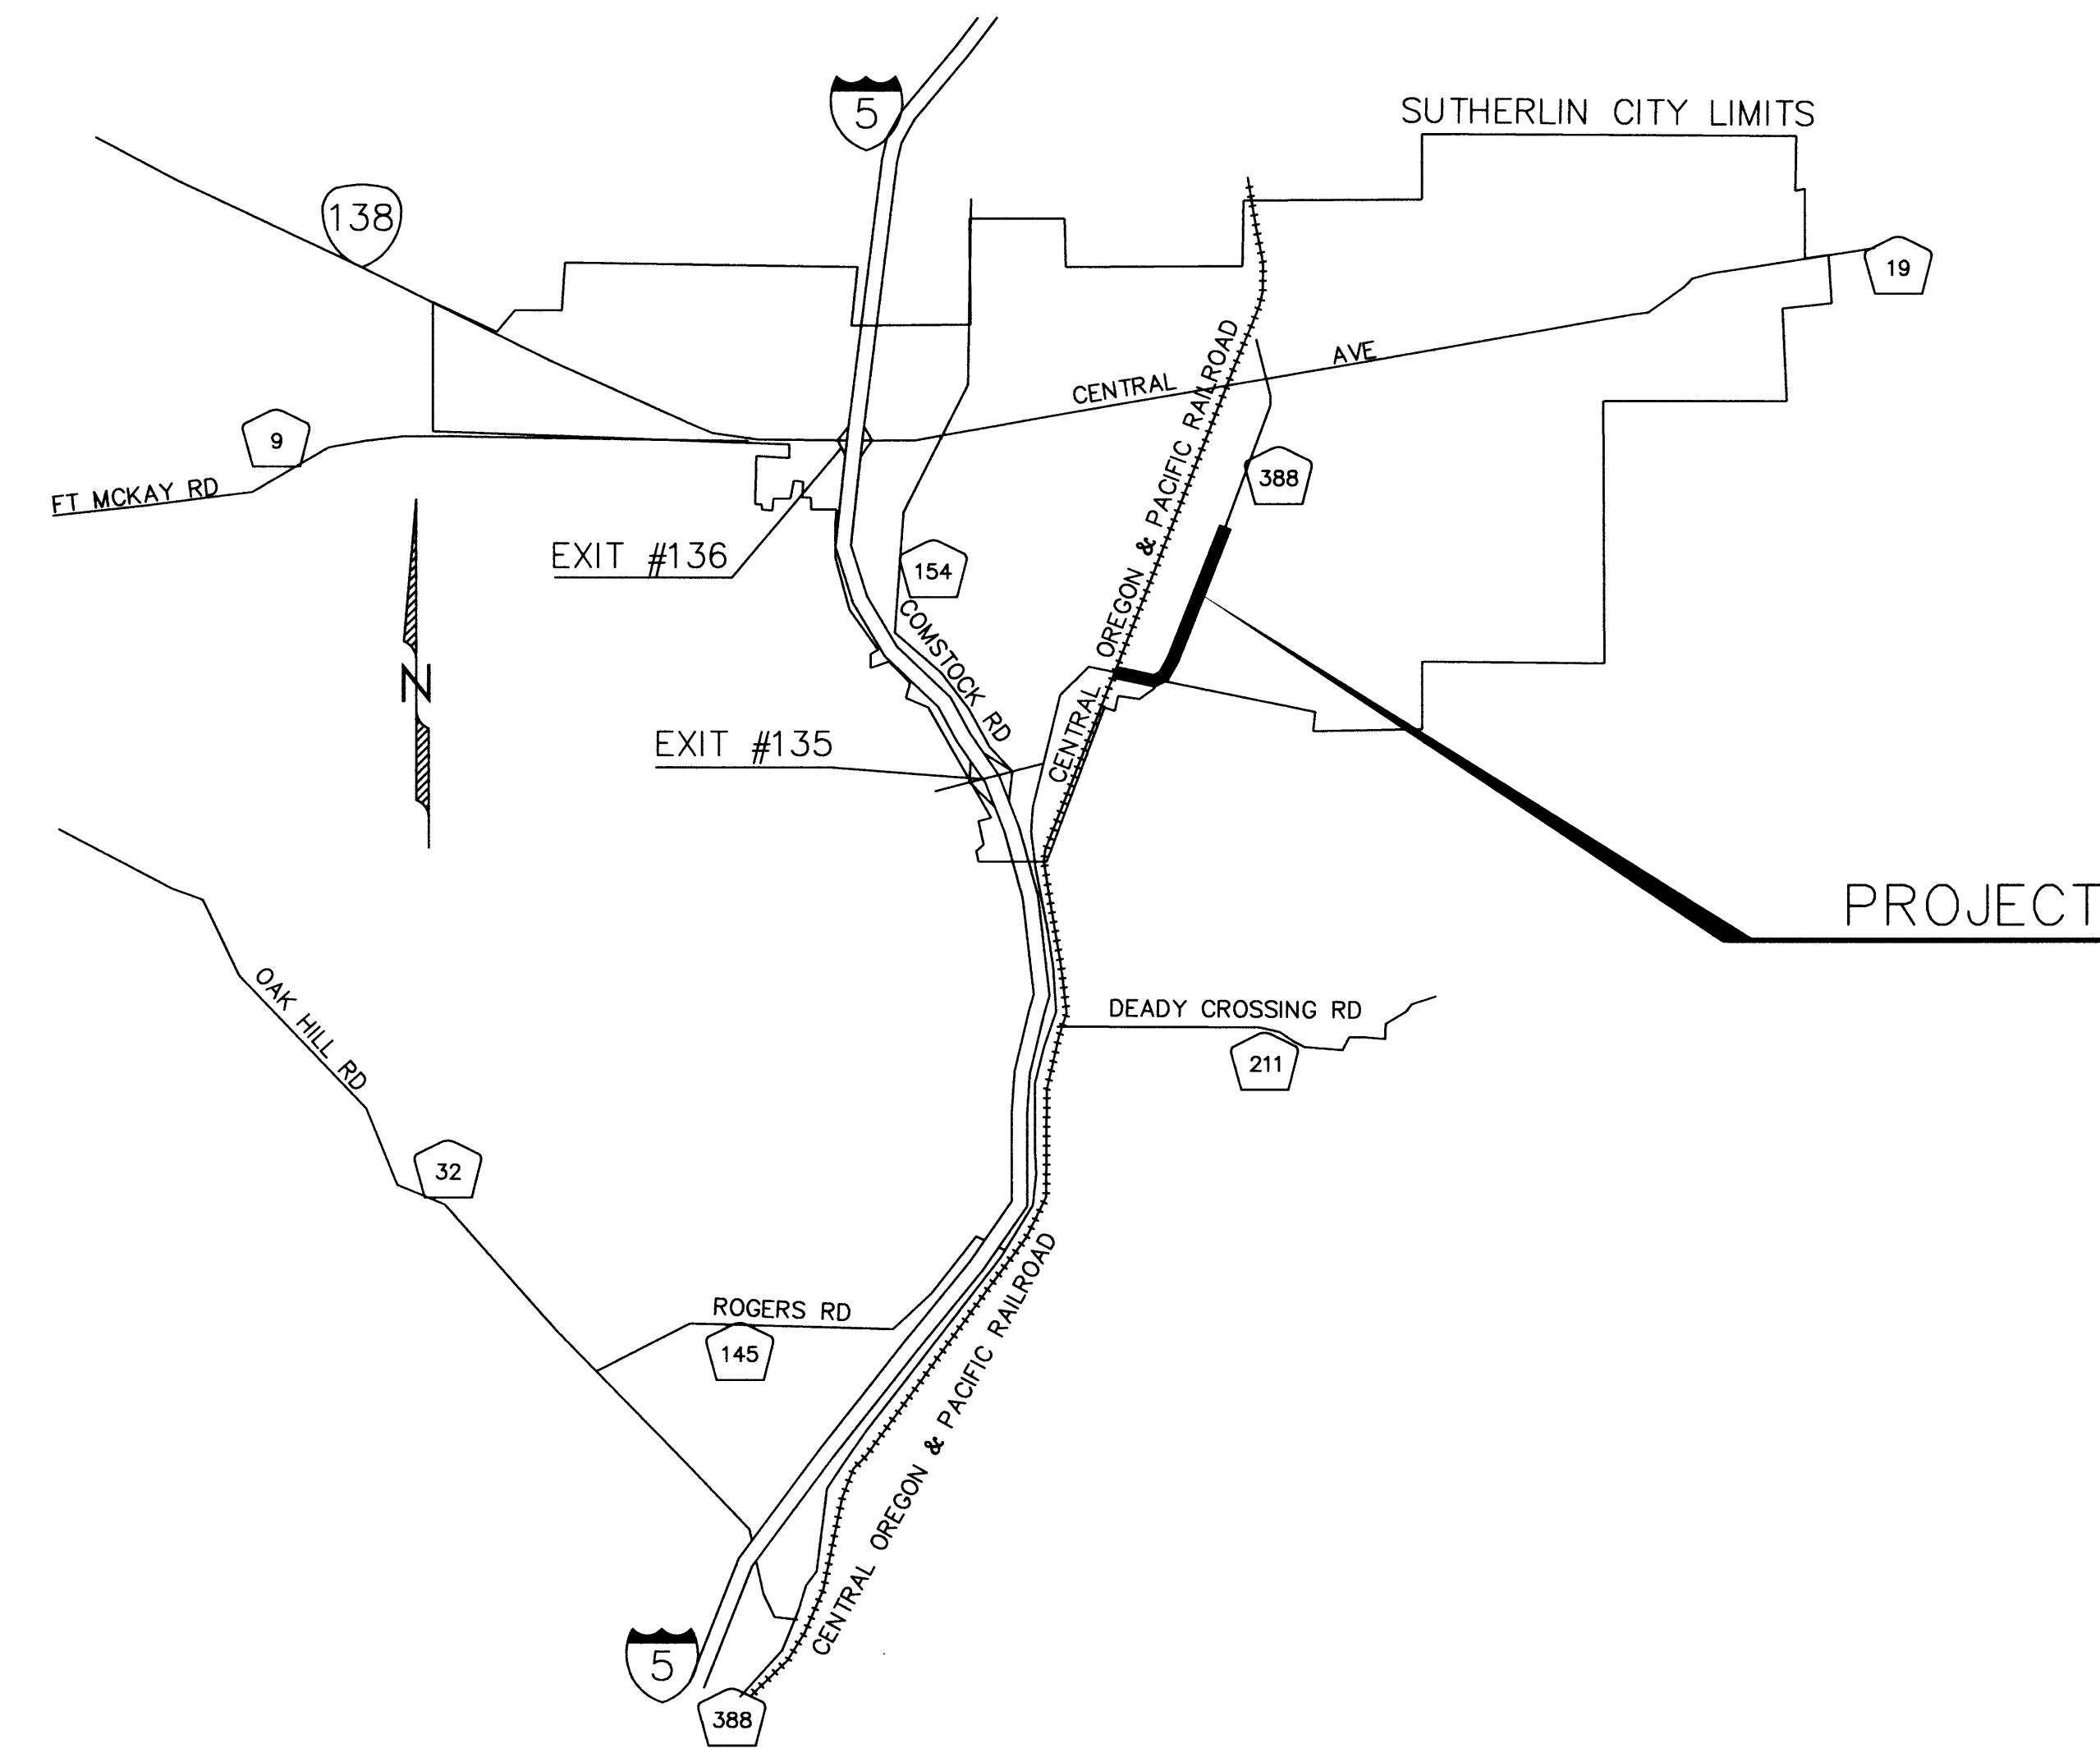 5
SUTHERLIN CITY LIMITS
138
19
CENTRAL AVE
9
FT MCKAY RD
388
CENTRAL OREGON & PACIFIC RAILROAD
EXIT #136
154
COMSTOCK RD
EXIT #135
N
PROJECT
DEADY CROSSING RD
211
OAK HILL RD
32
ROGERS RD
145
CENTRAL OREGON & PACIFIC RAILROAD
5
388